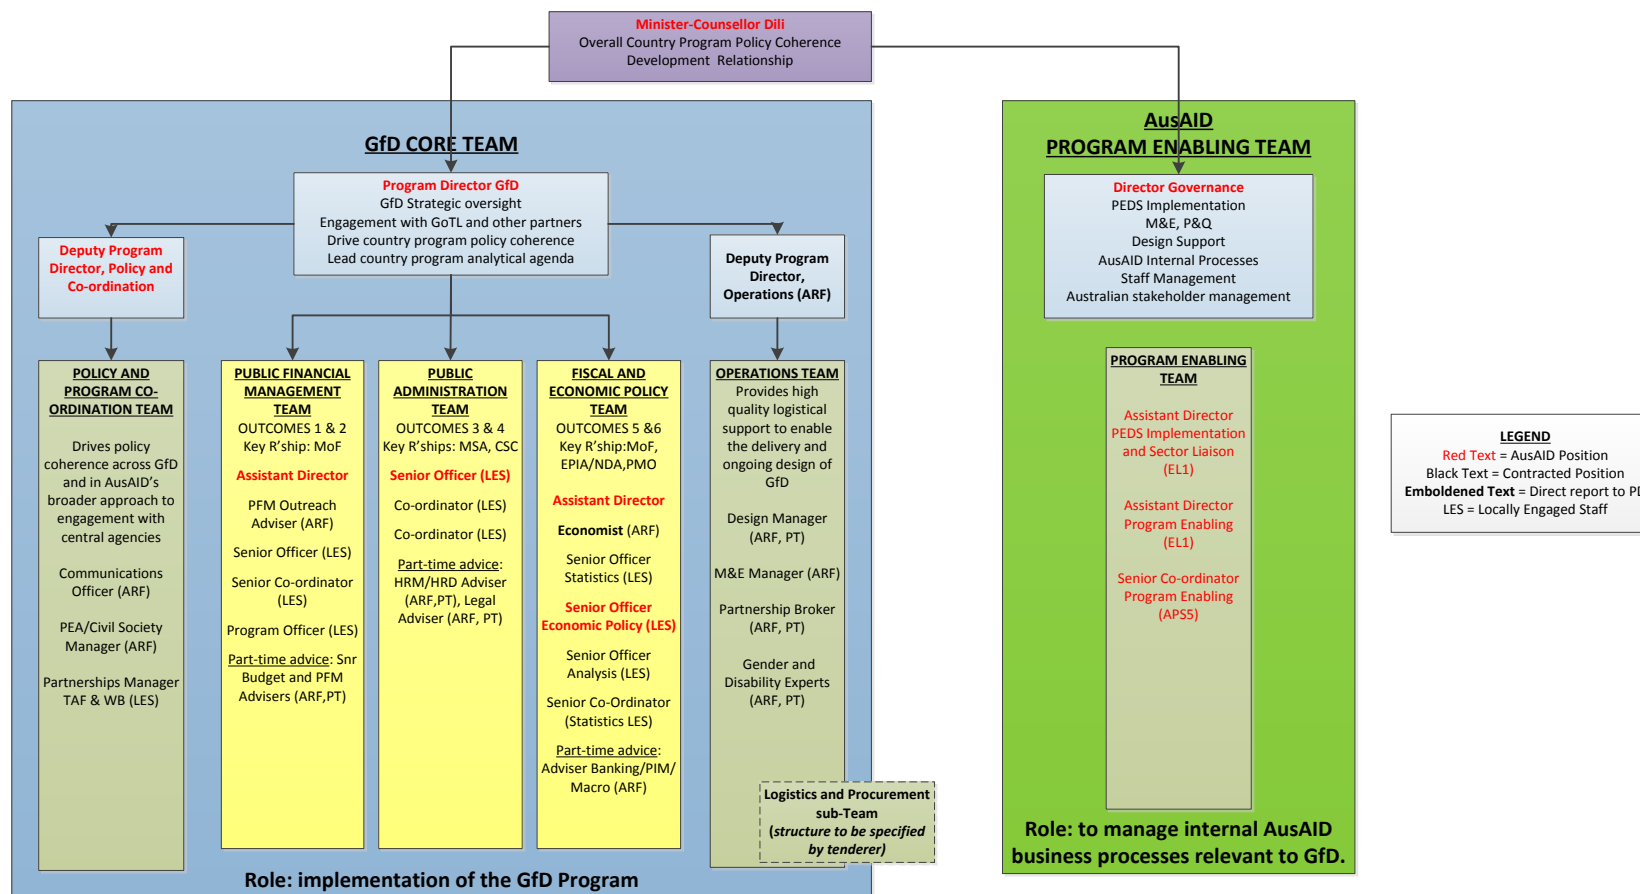 Minister-Counsellor Dili
Overall Country Program Policy Coherence
Development Relationship
GfD CORE TEAM
Program Director GfD
GfD Strategic oversight
Engagement with GoTL and other partners
Drive country program policy coherence
Lead country program analytical agenda
Deputy Program
Director, Policy and
Co-ordination
Deputy Program
Director,
Operations (ARF)
POLICY AND
PROGRAM CO-
ORDINATION TEAM
Drives policy
coherence across GfD
and in AusAID’s
broader approach to
engagement with
central agencies
Communications
Officer (ARF)
PEA/Civil Society
Manager (ARF)
Partnerships Manager
TAF & WB (LES)
PUBLIC FINANCIAL
MANAGEMENT
TEAM
OUTCOMES 1 & 2
Key R’ship: MoF
Assistant Director
PFM Outreach
Adviser (ARF)
Senior Officer (LES)
Senior Co-ordinator
(LES)
Program Officer (LES)
Part-time advice: Snr
Budget and PFM
Advisers (ARF,PT)
PUBLIC
ADMINISTRATION
TEAM
OUTCOMES 3 & 4
Key R’ships: MSA, CSC
Senior Officer (LES)
Co-ordinator (LES)
Co-ordinator (LES)
Part-time advice:
HRM/HRD Adviser
(ARF,PT), Legal
Adviser (ARF, PT)
FISCAL AND
ECONOMIC POLICY
TEAM
OUTCOMES 5 &6
Key R’ship:MoF,
EPIA/NDA,PMO
Assistant Director
Economist (ARF)
Senior Officer
Statistics (LES)
Senior Officer
Economic Policy (LES)
Senior Officer
Analysis (LES)
Senior Co-Ordinator
(Statistics LES)
Part-time advice:
Adviser Banking/PIM/
Macro (ARF)
OPERATIONS TEAM
Provides high
quality logistical
support to enable
the delivery and
ongoing design of
GfD
Design Manager
(ARF, PT)
M&E Manager (ARF)
Partnership Broker
(ARF, PT)
Gender and
Disability Experts
(ARF, PT)
Logistics and Procurement
sub-Team
(structure to be specified
by tenderer)
Role: implementation of the GfD Program
AusAID
PROGRAM ENABLING TEAM
Director Governance
PEDS Implementation
M&E, P&Q
Design Support
AusAID Internal Processes
Staff Management
Australian stakeholder management
PROGRAM ENABLING
TEAM
Assistant Director
PEDS Implementation
and Sector Liaison
(EL1)
Assistant Director
Program Enabling
(EL1)
Senior Co-ordinator
Program Enabling
(APS5)
Role: to manage internal AusAID
business processes relevant to GfD.
LEGEND
Red Text = AusAID Position
Black Text = Contracted Position
Emboldened Text = Direct report to PD
LES = Locally Engaged Staff